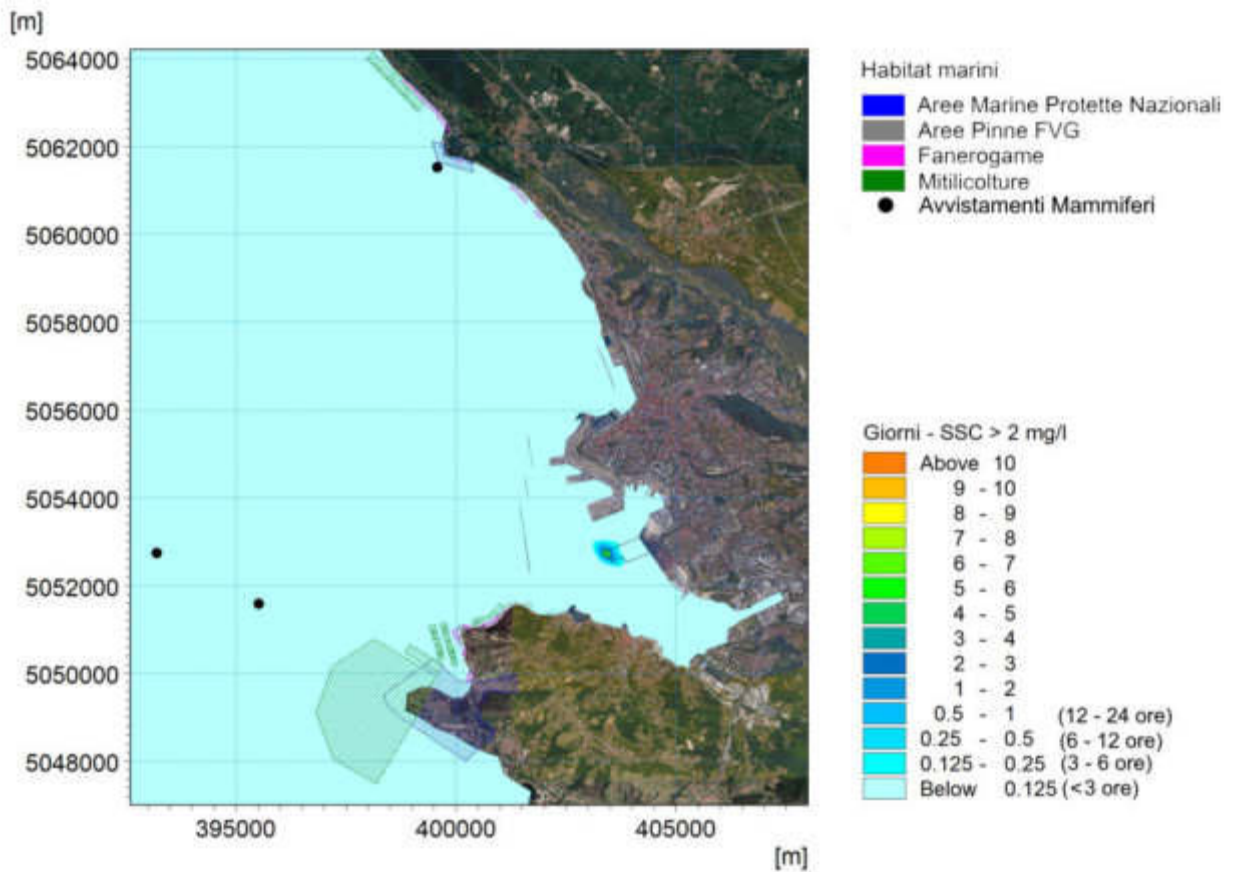 [m]
5064000
5062000
5060000
5058000
5056000
5054000
5052000
5050000
5048000
395000 400000 405000
[m]
Habitat marini
Aree Marine Protette Nazionali
Aree Pinne FVG
Fanerogame
Mitilicolture
Avvistamenti Mammiferi
Giorni - SSC > 2 mg/l
Above 10
9 - 10
8 - 9
7 - 8
6 - 7
5 - 6
4 - 5
3 - 4
2 - 3
1 - 2
0.5 - 1 (12 - 24 ore)
0.25 - 0.5 (6 - 12 ore)
0.125 - 0.25 (3 - 6 ore)
Below 0.125 (<3 ore)